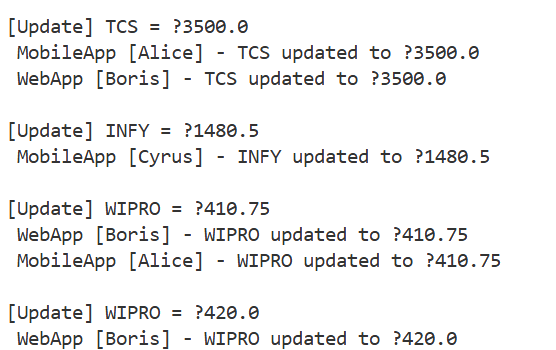 [Update] TCS = ?3500.0
MobileApp [Alice] - TCS updated to ?3500.0
WebApp [Boris] - TCS updated to ?3500.0
[Update] INFY = ?1480.5
MobileApp [Cyrus] - INFY updated to ?1480.5
[Update] WIPRO = ?410.75
WebApp [Boris] - WIPRO updated to ?410.75
MobileApp [Alice] - WIPRO updated to ?410.75
[Update] WIPRO = ?420.0
WebApp [Boris] - WIPRO updated to ?420.0